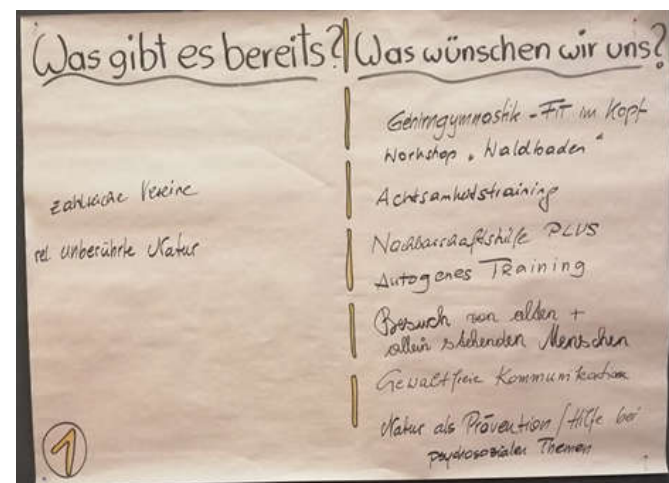 Was gibt es bereits?
zahlreiche Vereine
rel. unberührte Natur
1
Was wünschen wir uns?
Gehirngymnastik - FiT im Kopf
Workshop „Waldbaden"
Achtsamkeitstraining
Nachbarschaftshilfe PLUS
Autogenes Training
Besuch von alten +
allein stehenden Menschen
Gewaltfreie Kommunikation
Natur als Prävention / Hilfe bei
psychosozialen Themen